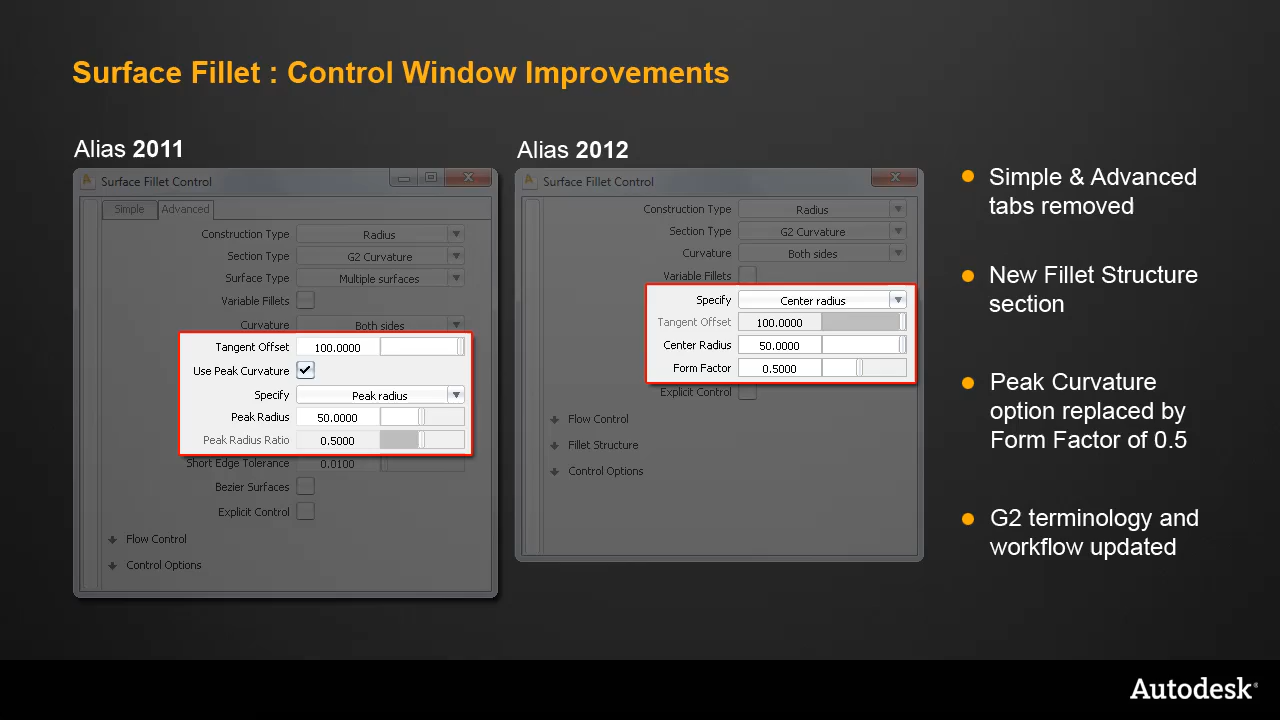 Surface Fillet : Control Window Improvements
Alias 2011
Surface Fillet Control
Simple Advanced
Construction Type Radius
Section Type G2 Curvature
Surface Type Multiple surfaces
Variable Fillets
Curvature Both sides
Tangent Offset 100.0000
Use Peak Curvature
Specify Peak radius
Peak Radius 50.0000
Peak Radius Ratio 0.5000
Short Edge Tolerance 0.0100
Bezier Surfaces
Explicit Control
Flow Control
Control Options
Alias 2012
Surface Fillet Control
Construction Type Radius
Section Type G2 Curvature
Curvature Both sides
Variable Fillets
Specify Center radius
Tangent Offset 100.0000
Center Radius 50.0000
Form Factor 0.5000
Explicit Control
Flow Control
Fillet Structure
Control Options
Simple & Advanced
tabs removed
New Fillet Structure
section
Peak Curvature
option replaced by
Form Factor of 0.5
G2 terminology and
workflow updated
Autodesk®